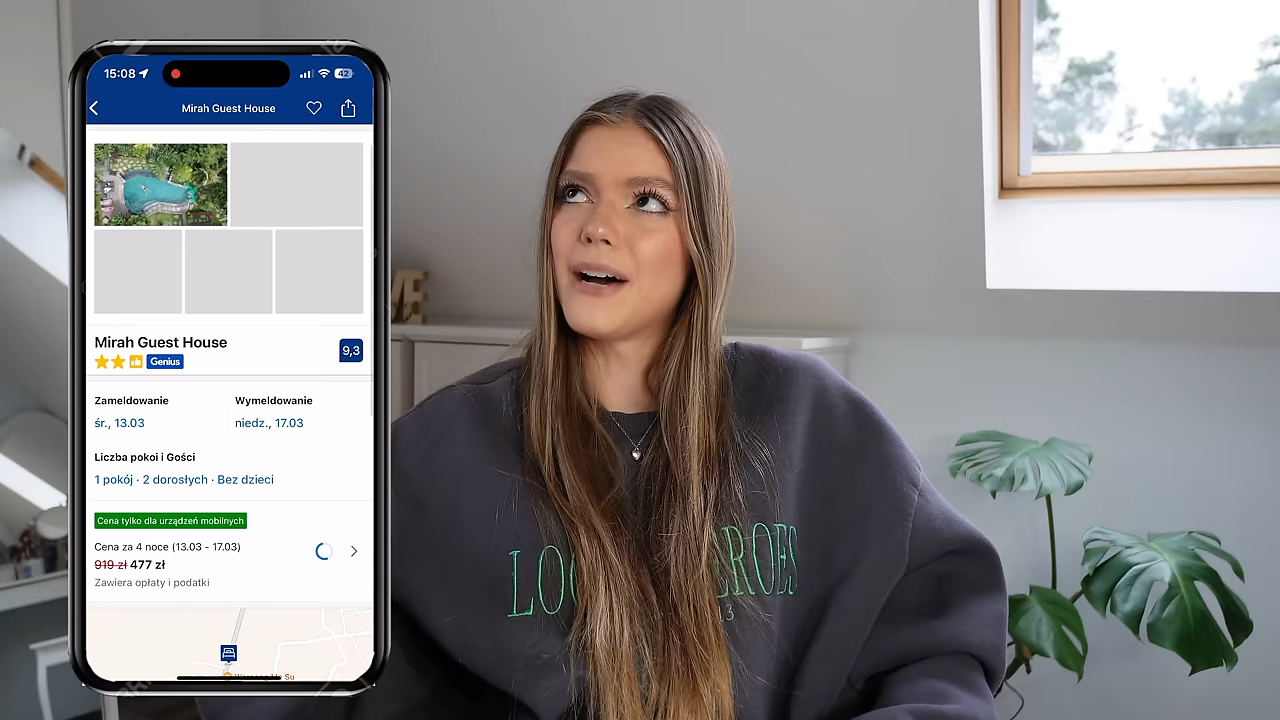 15:08
42
Mirah Guest House
Mirah Guest House
Genius
9,3
Zameldowanie
Wymeldowanie
śr., 13.03
niedz., 17.03
Liczba pokoi i Gości
1 pokój · 2 dorosłych · Bez dzieci
Cena tylko dla urządzeń mobilnych
Cena za 4 noce (13.03 - 17.03)
919 zł 477 zł
Zawiera opłaty i podatki
Su